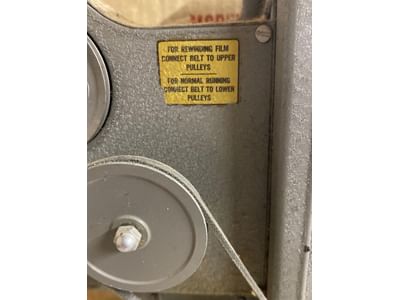 FOR REWINDING FILM
CONNECT BELT TO UPPER
PULLEYS
FOR NORMAL RUNNING
CONNECT BELT TO LOWER
PULLEYS